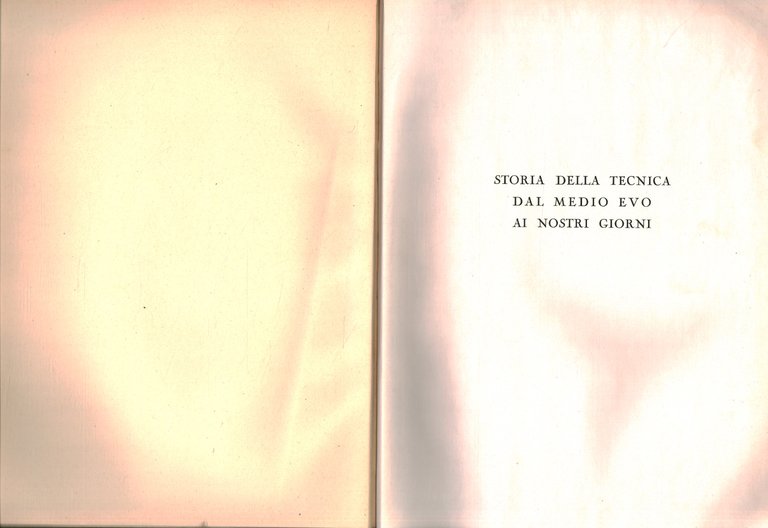 STORIA DELLA TECNICA
DAL MEDIO EVO
AI NOSTRI GIORNI